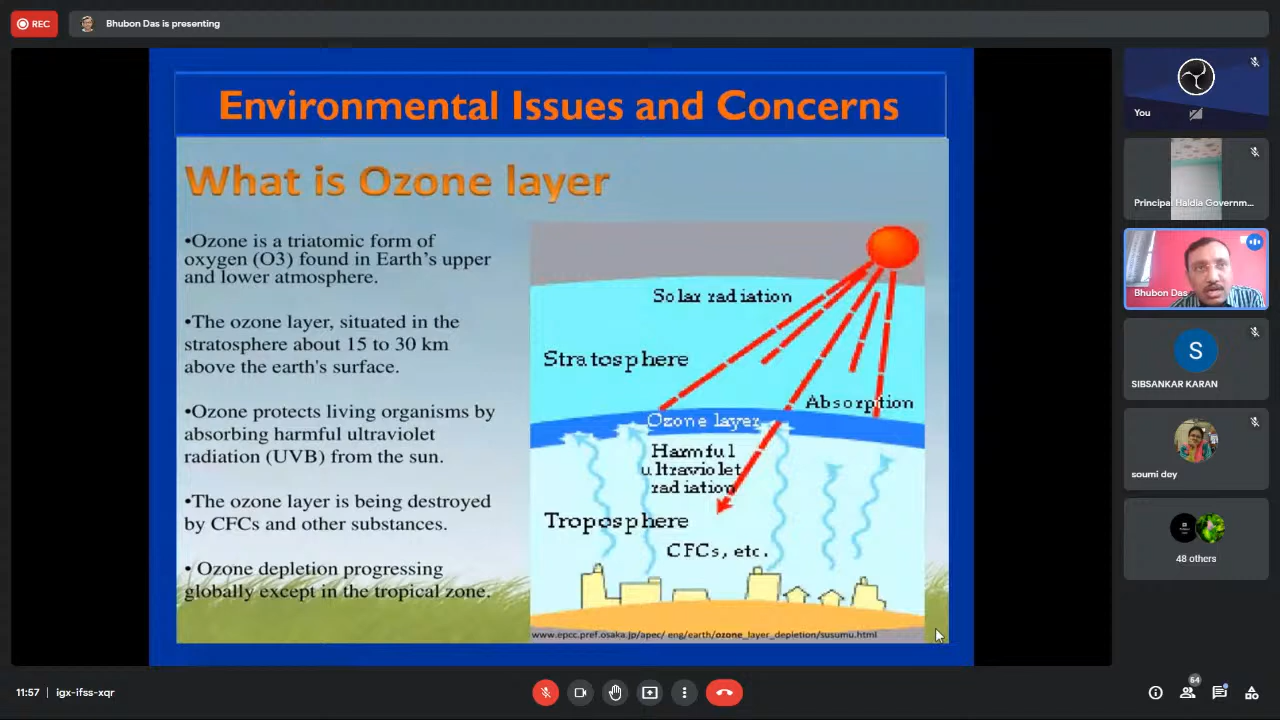 REC
Bhubon Das is presenting
Environmental Issues and Concerns
What is Ozone layer
•Ozone is a triatomic form of
oxygen (O3) found in Earth's upper
and lower atmosphere.
•The ozone layer, situated in the
stratosphere about 15 to 30 km
above the earth's surface.
•Ozone protects living organisms by
absorbing harmful ultraviolet
radiation (UVB) from the sun.
•The ozone layer is being destroyed
by CFCs and other substances.
• Ozone depletion progressing
globally except in the tropical zone.
Solar radiation
Stratosphere
Absorption
Ozone layer
Harmful
ultraviolet
radiation
Troposphere
CFCs, etc.
www.epcc.pref.osaka.jp/apec/ eng/earth/ozone_layer_depletion/susumu.html
You
Principal Haldia Governm...
Bhubon Das
S
SIBSANKAR KARAN
soumi dey
48 others
11:57 | igx-ifss-xqr
64